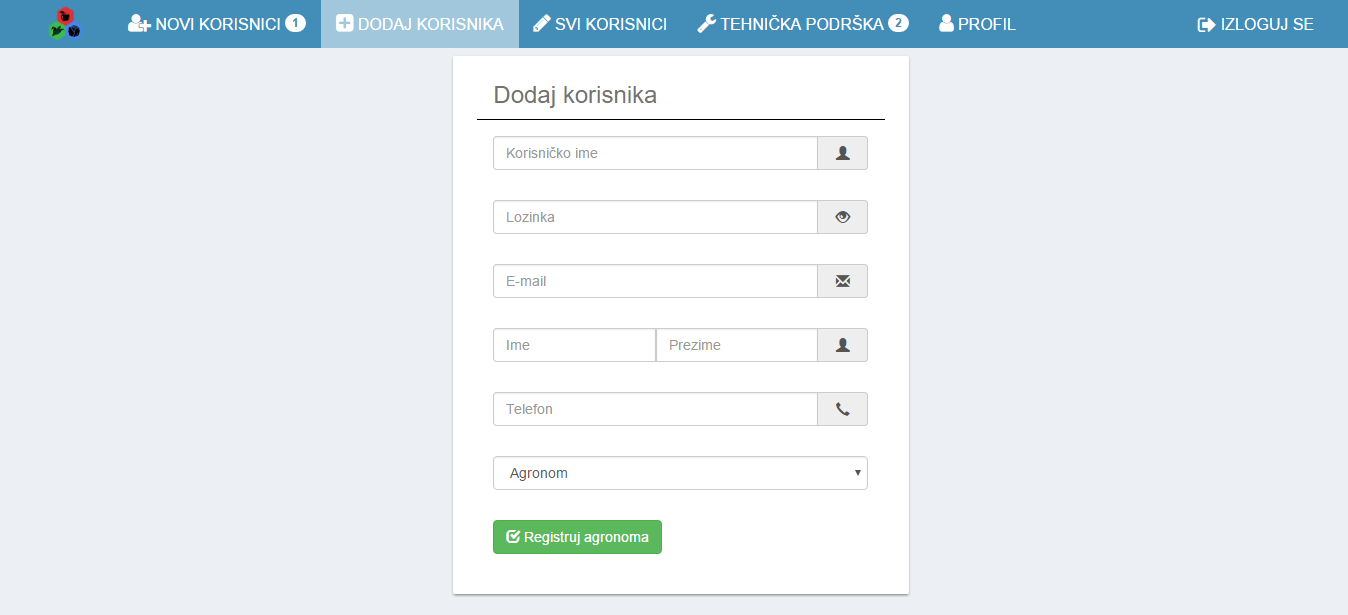 NOVI KORISNICI 1 DODAJ KORISNIKA SVI KORISNICI TEHNIČKA PODRŠKA 2 PROFIL IZLOGUJ SE
Dodaj korisnika
Korisničko ime
Lozinka
E-mail
Ime Prezime
Telefon
Agronom
Registruj agronoma